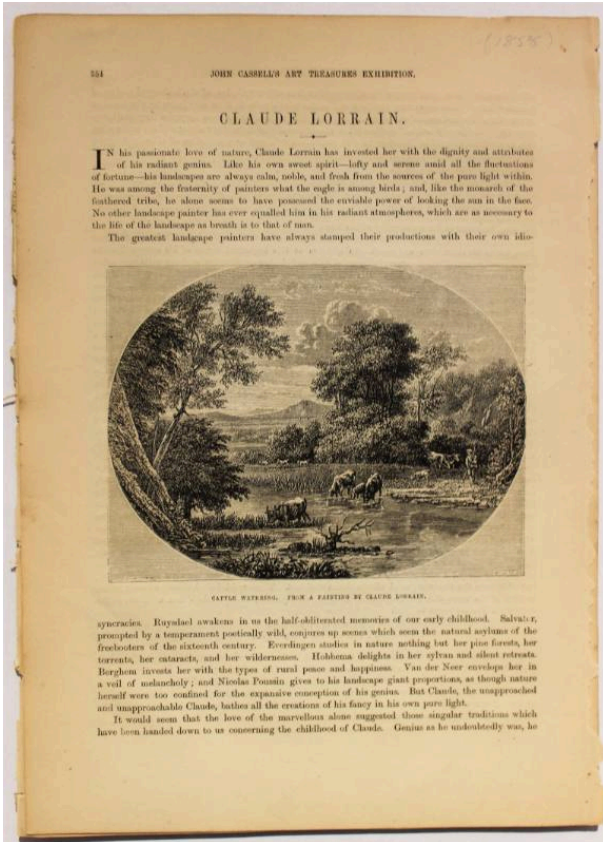 (1858)
354 JOHN CASSELL'S ART TREASURES EXHIBITION.
CLAUDE LORRAIN.
IN his passionate love of nature, Claude Lorrain has invested her with the dignity and attributes
of his radiant genius. Like his own sweet spirit—lofty and serene amid all the fluctuations
of fortune—his landscapes are always calm, noble, and fresh from the sources of the pure light within.
He was among the fraternity of painters what the eagle is among birds; and, like the monarch of the
feathered tribe, he alone seems to have possessed the enviable power of looking the sun in the face.
No other landscape painter has ever equalled him in his radiant atmospheres, which are as necessary to
the life of the landscape as breath is to that of man.
The greatest landscape painters have always stamped their productions with their own idio-
CATTLE WATERING. FROM A PAINTING BY CLAUDE LORRAIN.
syncracies. Ruysdael awakens in us the half-obliterated memories of our early childhood. Salvator,
prompted by a temperament poetically wild, conjures up scenes which seem the natural asylums of the
freebooters of the sixteenth century. Everdingen studies in nature nothing but her pine forests, her
torrents, her cataracts, and her wildernesses. Hobbema delights in her sylvan and silent retreats.
Berghem invests her with the types of rural peace and happiness. Van der Neer envelops her in
a veil of melancholy; and Nicolas Poussin gives to his landscape giant proportions, as though nature
herself were too confined for the expansive conception of his genius. But Claude, the unapproached
and unapproachable Claude, bathes all the creations of his fancy in his own pure light.
It would seem that the love of the marvellous alone suggested those singular traditions which
have been handed down to us concerning the childhood of Claude. Genius as he undoubtedly was, he